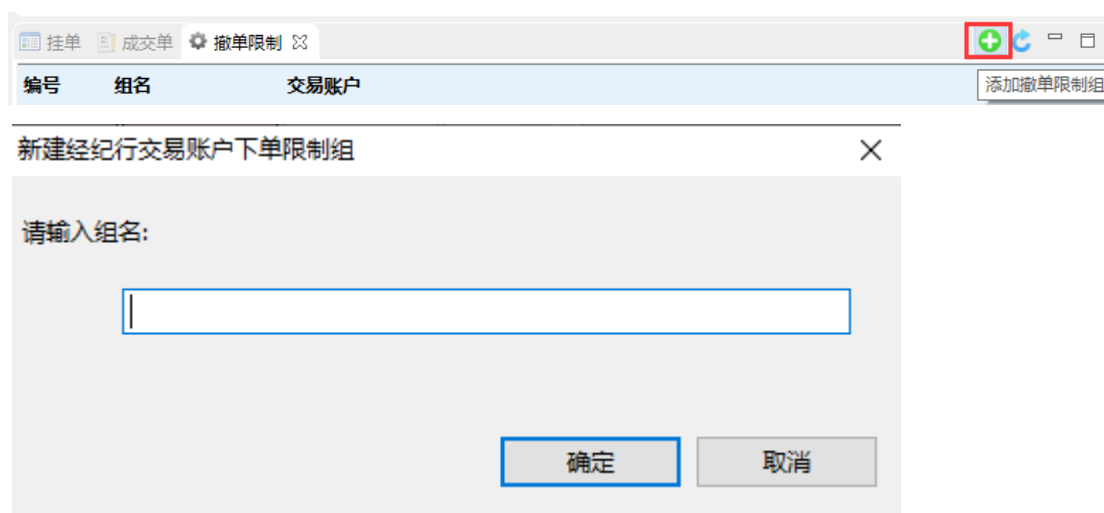 挂单 成交单 撤单限制
编号 组名 交易账户 添加撤单限制组
新建经纪行交易账户下单限制组
请输入组名:
确定 取消